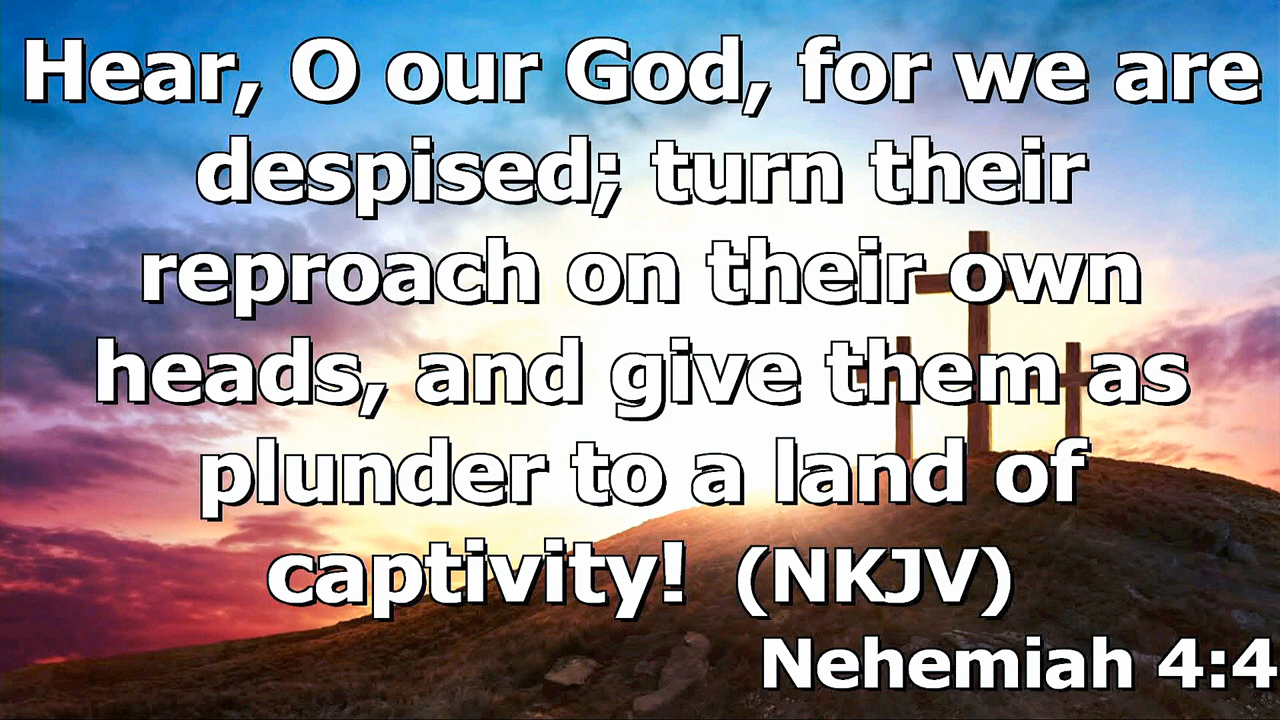 Hear, O our God, for we are
despised; turn their
reproach on their own
heads, and give them as
plunder to a land of
captivity! (NKJV)
Nehemiah 4:4